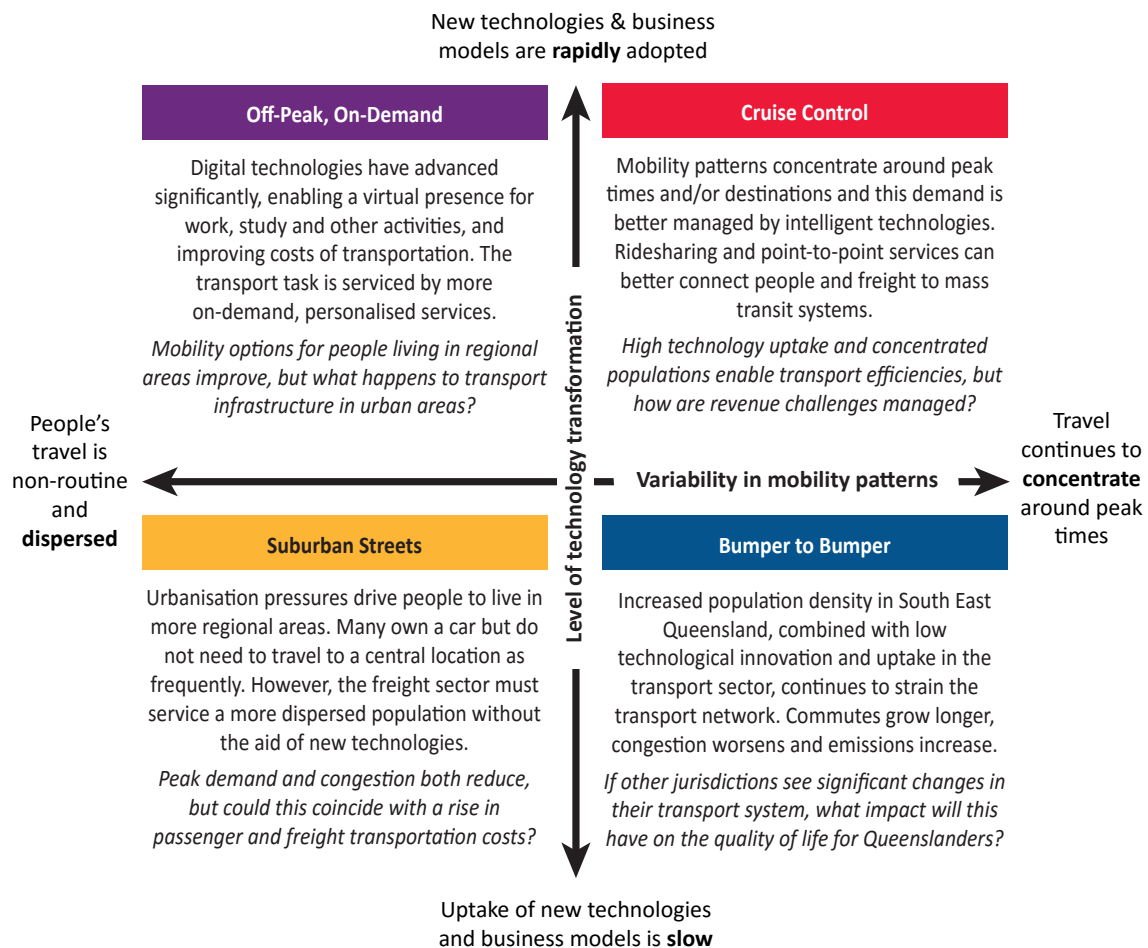 New technologies & business
models are rapidly adopted
Off-Peak, On-Demand
Digital technologies have advanced
significantly, enabling a virtual presence for
work, study and other activities, and
improving costs of transportation. The
transport task is serviced by more
on-demand, personalised services.
Mobility options for people living in regional
areas improve, but what happens to transport
infrastructure in urban areas?
Cruise Control
Mobility patterns concentrate around peak
times and/or destinations and this demand is
better managed by intelligent technologies.
Ridesharing and point-to-point services can
better connect people and freight to mass
transit systems.
High technology uptake and concentrated
populations enable transport efficiencies, but
how are revenue challenges managed?
Level of technology transformation
People’s
travel is
non-routine
and
dispersed
Variability in mobility patterns
Travel
continues to
concentrate
around peak
times
Suburban Streets
Urbanisation pressures drive people to live in
more regional areas. Many own a car but do
not need to travel to a central location as
frequently. However, the freight sector must
service a more dispersed population without
the aid of new technologies.
Peak demand and congestion both reduce,
but could this coincide with a rise in
passenger and freight transportation costs?
Bumper to Bumper
Increased population density in South East
Queensland, combined with low
technological innovation and uptake in the
transport sector, continues to strain the
transport network. Commutes grow longer,
congestion worsens and emissions increase.
If other jurisdictions see significant changes in
their transport system, what impact will this
have on the quality of life for Queenslanders?
Uptake of new technologies
and business models is slow